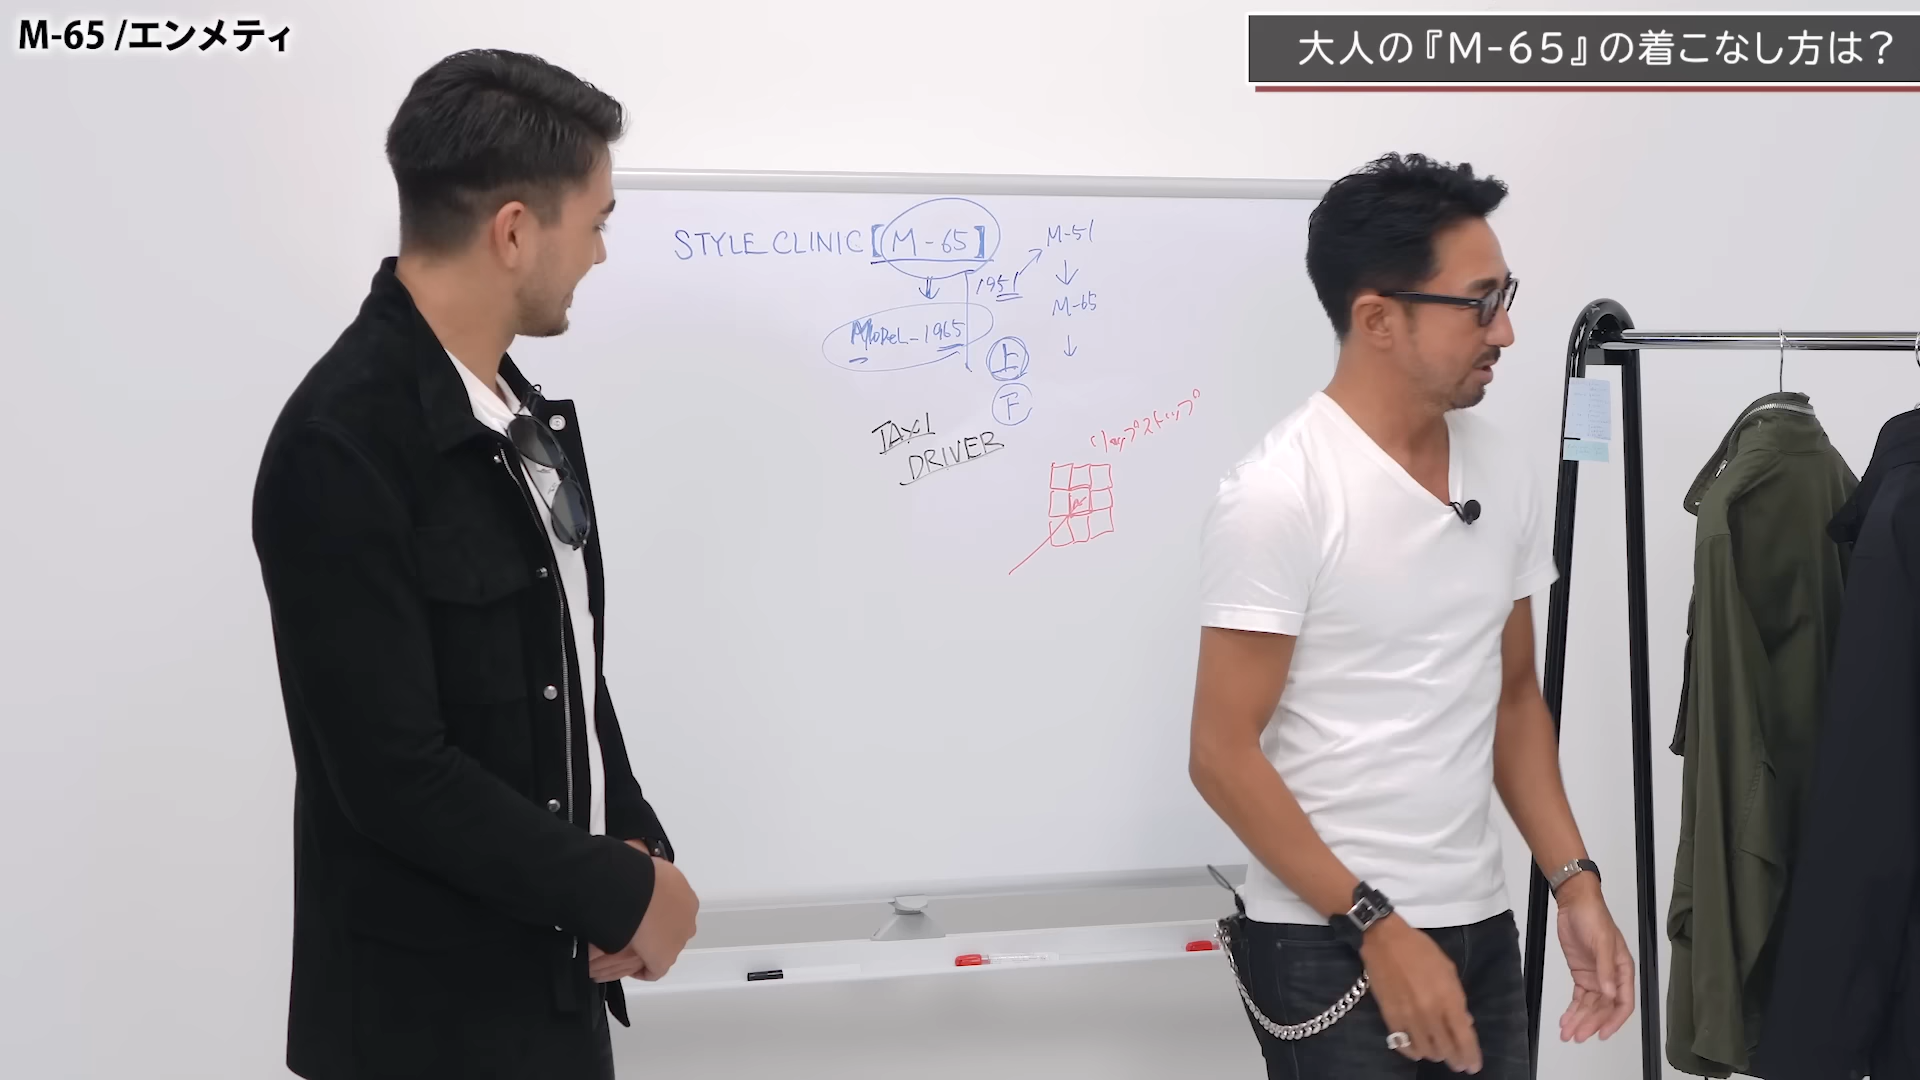 M-65 /エンメティ
大人の『M-65』の着こなし方は？
STYLE CLINIC【M-65】
1951
M-51
M-65
MODEL-1965
上
下
TAXI
DRIVER
リップストップ